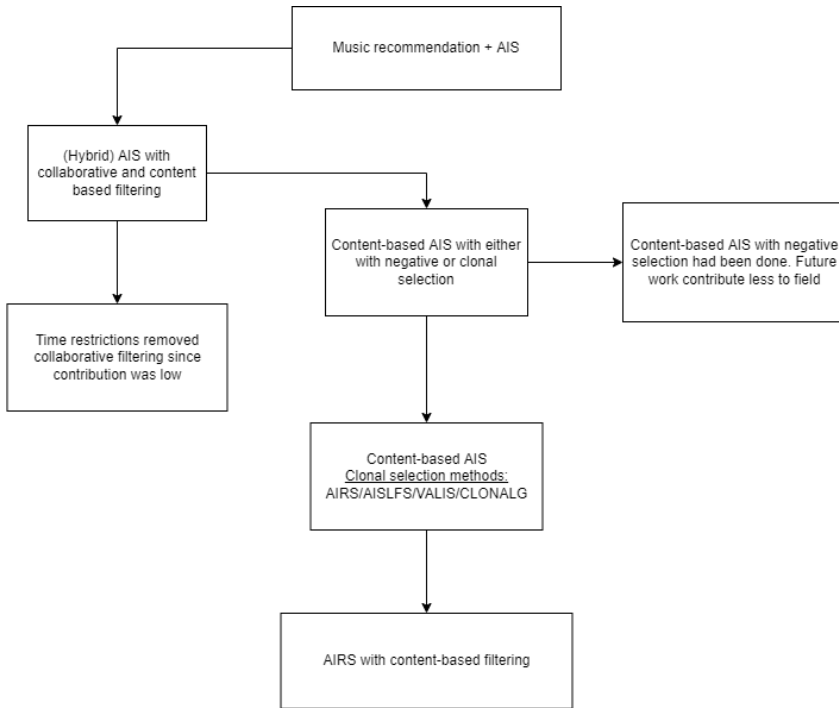 Music recommendation + AIS
(Hybrid) AIS with
collaborative and content
based filtering
Content-based AIS with either
with negative or clonal
selection
Content-based AIS with negative
selection had been done. Future
work contribute less to field
Time restrictions removed
collaborative filtering since
contribution was low
Content-based AIS
Clonal selection methods:
AIRS/AISLFS/VALIS/CLONALG
AIRS with content-based filtering